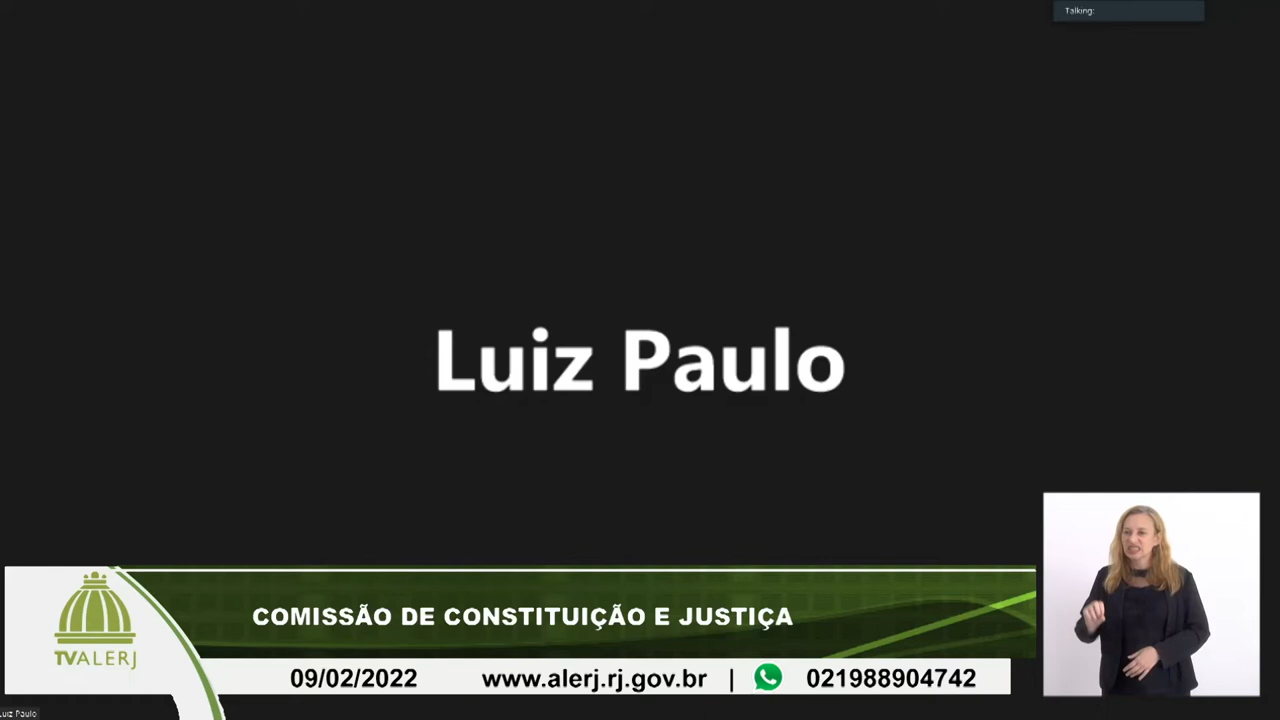 Talking:
Luiz Paulo
COMISSÃO DE CONSTITUIÇÃO E JUSTIÇA
TVALERJ
09/02/2022 www.alerj.rj.gov.br | 021988904742
Luiz Paulo